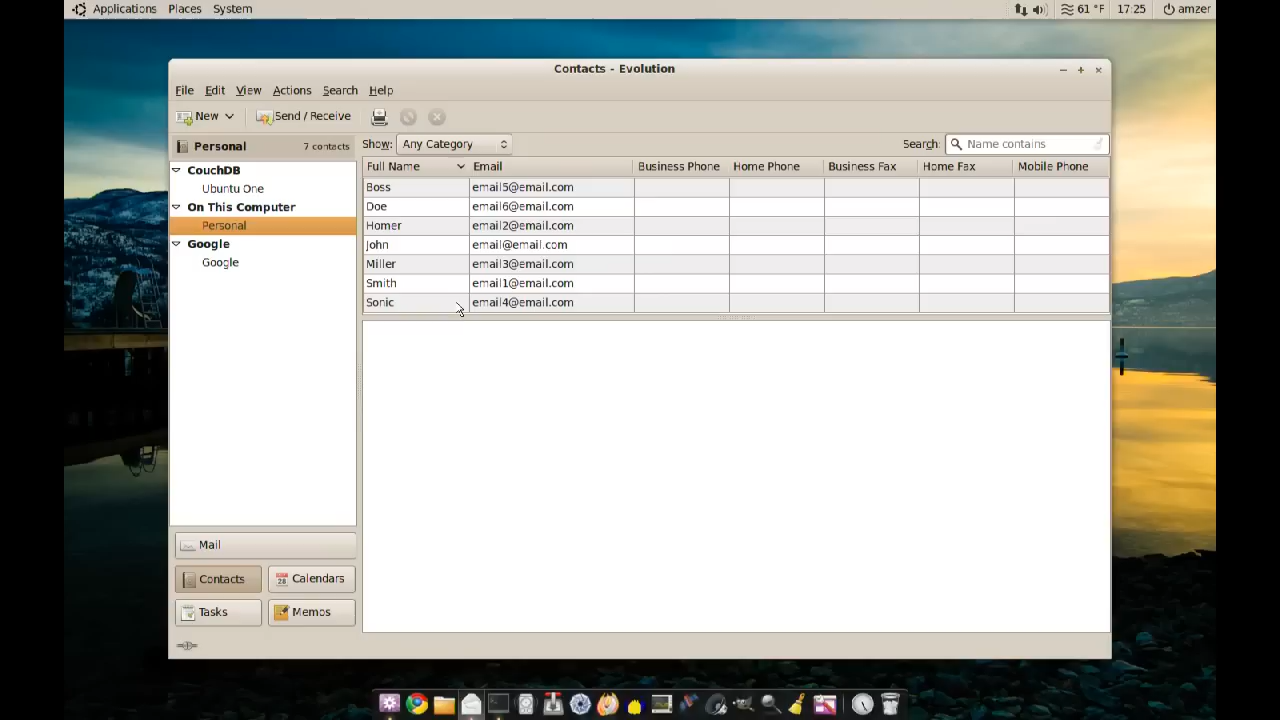 Applications Places System 61 °F 17:25 amzer
Contacts - Evolution
File Edit View Actions Search Help
New Send / Receive
Personal 7 contacts
Show: Any Category Search: Name contains
CouchDB
Ubuntu One
On This Computer
Personal
Google
Google
Full Name Email Business Phone Home Phone Business Fax Home Fax Mobile Phone
Boss email5@email.com
Doe email6@email.com
Homer email2@email.com
John email@email.com
Miller email3@email.com
Smith email1@email.com
Sonic email4@email.com
Mail
Contacts Calendars
Tasks Memos